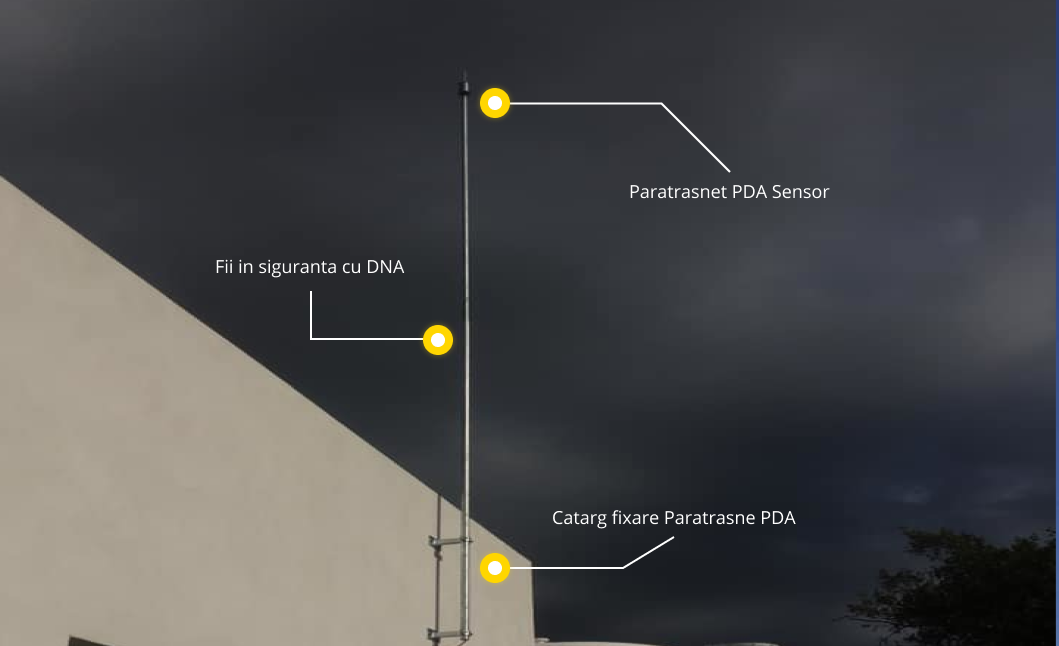 Paratrasnet PDA Sensor
Fii in siguranta cu DNA
Catarg fixare Paratrasne PDA